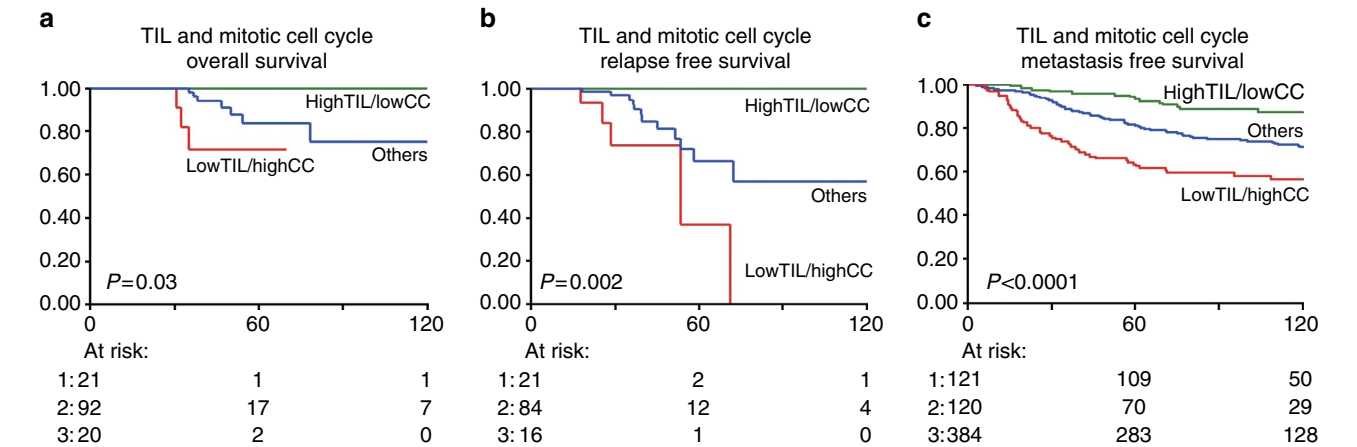 a
TIL and mitotic cell cycle
overall survival
1.00
0.80
0.60
0.40
0.20
0.00
HighTIL/lowCC
Others
LowTIL/highCC
P=0.03
0 60 120
At risk:
1:21 1 1
2:92 17 7
3:20 2 0
b
TIL and mitotic cell cycle
relapse free survival
1.00
0.80
0.60
0.40
0.20
0.00
HighTIL/lowCC
Others
LowTIL/highCC
P=0.002
0 60 120
At risk:
1:21 2 1
2:84 12 4
3:16 1 0
c
TIL and mitotic cell cycle
metastasis free survival
1.00
0.80
0.60
0.40
0.20
0.00
HighTIL/lowCC
Others
LowTIL/highCC
P<0.0001
0 60 120
At risk:
1:121 109 50
2:120 70 29
3:384 283 128